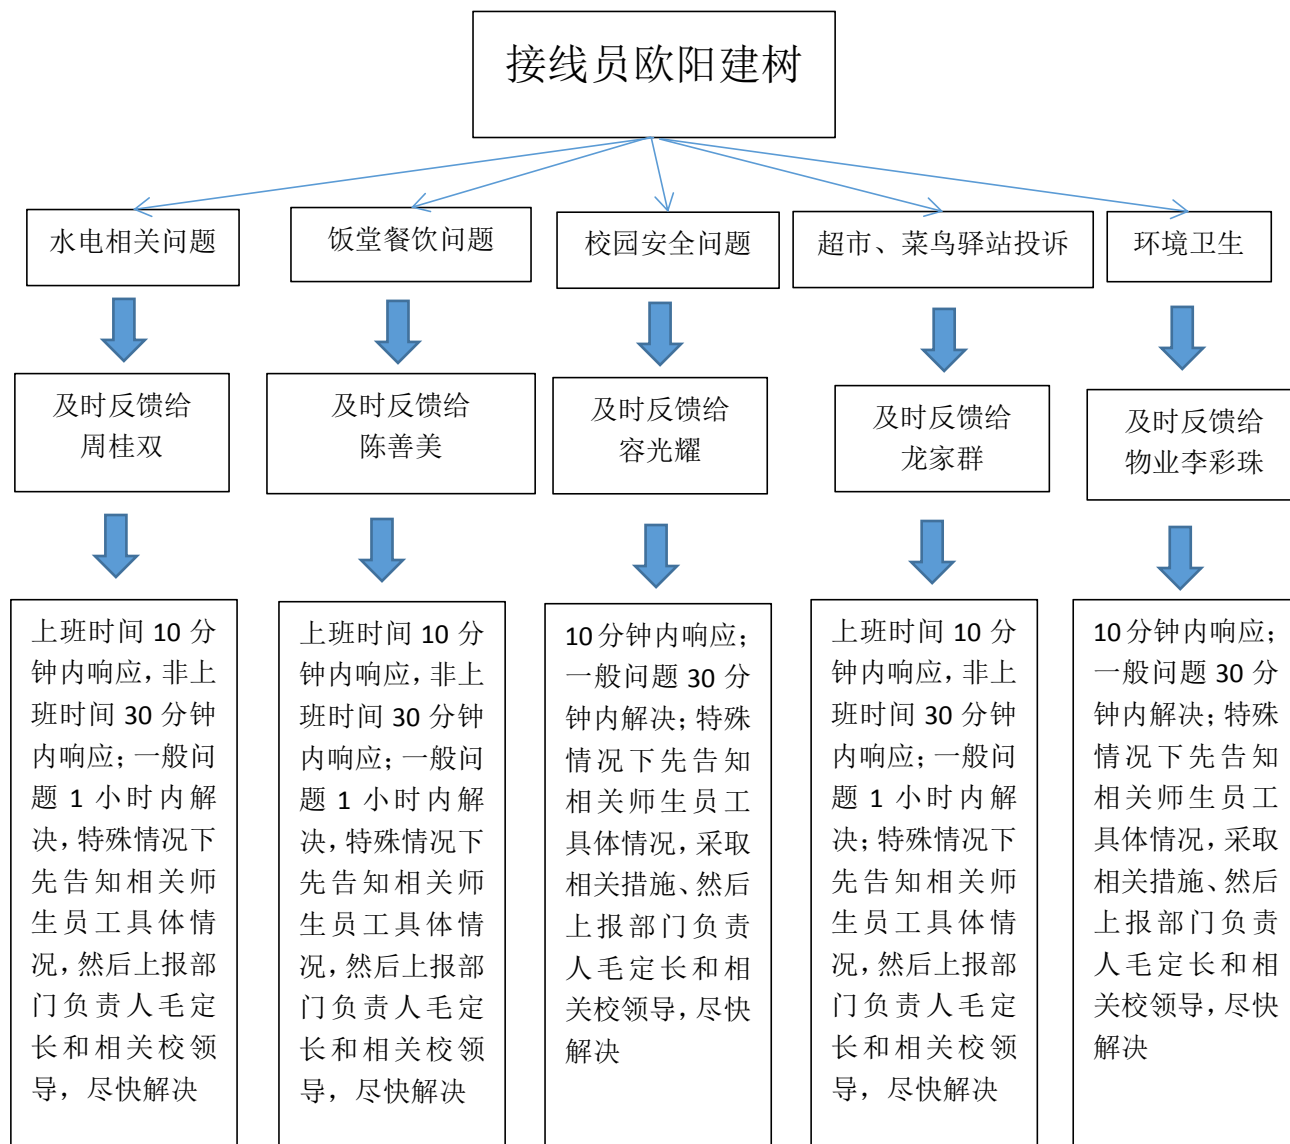 接线员欧阳建树
水电相关问题
饭堂餐饮问题
校园安全问题
超市、菜鸟驿站投诉
环境卫生
及时反馈给
周桂双
及时反馈给
陈善美
及时反馈给
容光耀
及时反馈给
龙家群
及时反馈给
物业李彩珠
上班时间 10 分
钟内响应，非上
班时间 30 分钟
内响应；一般问
题 1 小时内解
决，特殊情况下
先告知相关师
生员工具体情
况，然后上报部
门负责人毛定
长和相关校领
导，尽快解决
上班时间 10 分
钟内响应，非上
班时间 30 分钟
内响应；一般问
题 1 小时内解
决，特殊情况下
先告知相关师
生员工具体情
况，然后上报部
门负责人毛定
长和相关校领
导，尽快解决
10 分钟内响应；
一般问题 30 分
钟内解决；特殊
情况下先告知
相关师生员工
具体情况，采取
相关措施、然后
上报部门负责
人毛定长和相
关校领导，尽快
解决
上班时间 10 分
钟内响应，非上
班时间 30 分钟
内响应；一般问
题 1 小时内解
决；特殊情况下
先告知相关师
生员工具体情
况，然后上报部
门负责人毛定
长和相关校领
导，尽快解决
10 分钟内响应；
一般问题 30 分
钟内解决；特殊
情况下先告知
相关师生员工
具体情况，采取
相关措施、然后
上报部门负责
人毛定长和相
关校领导，尽快
解决